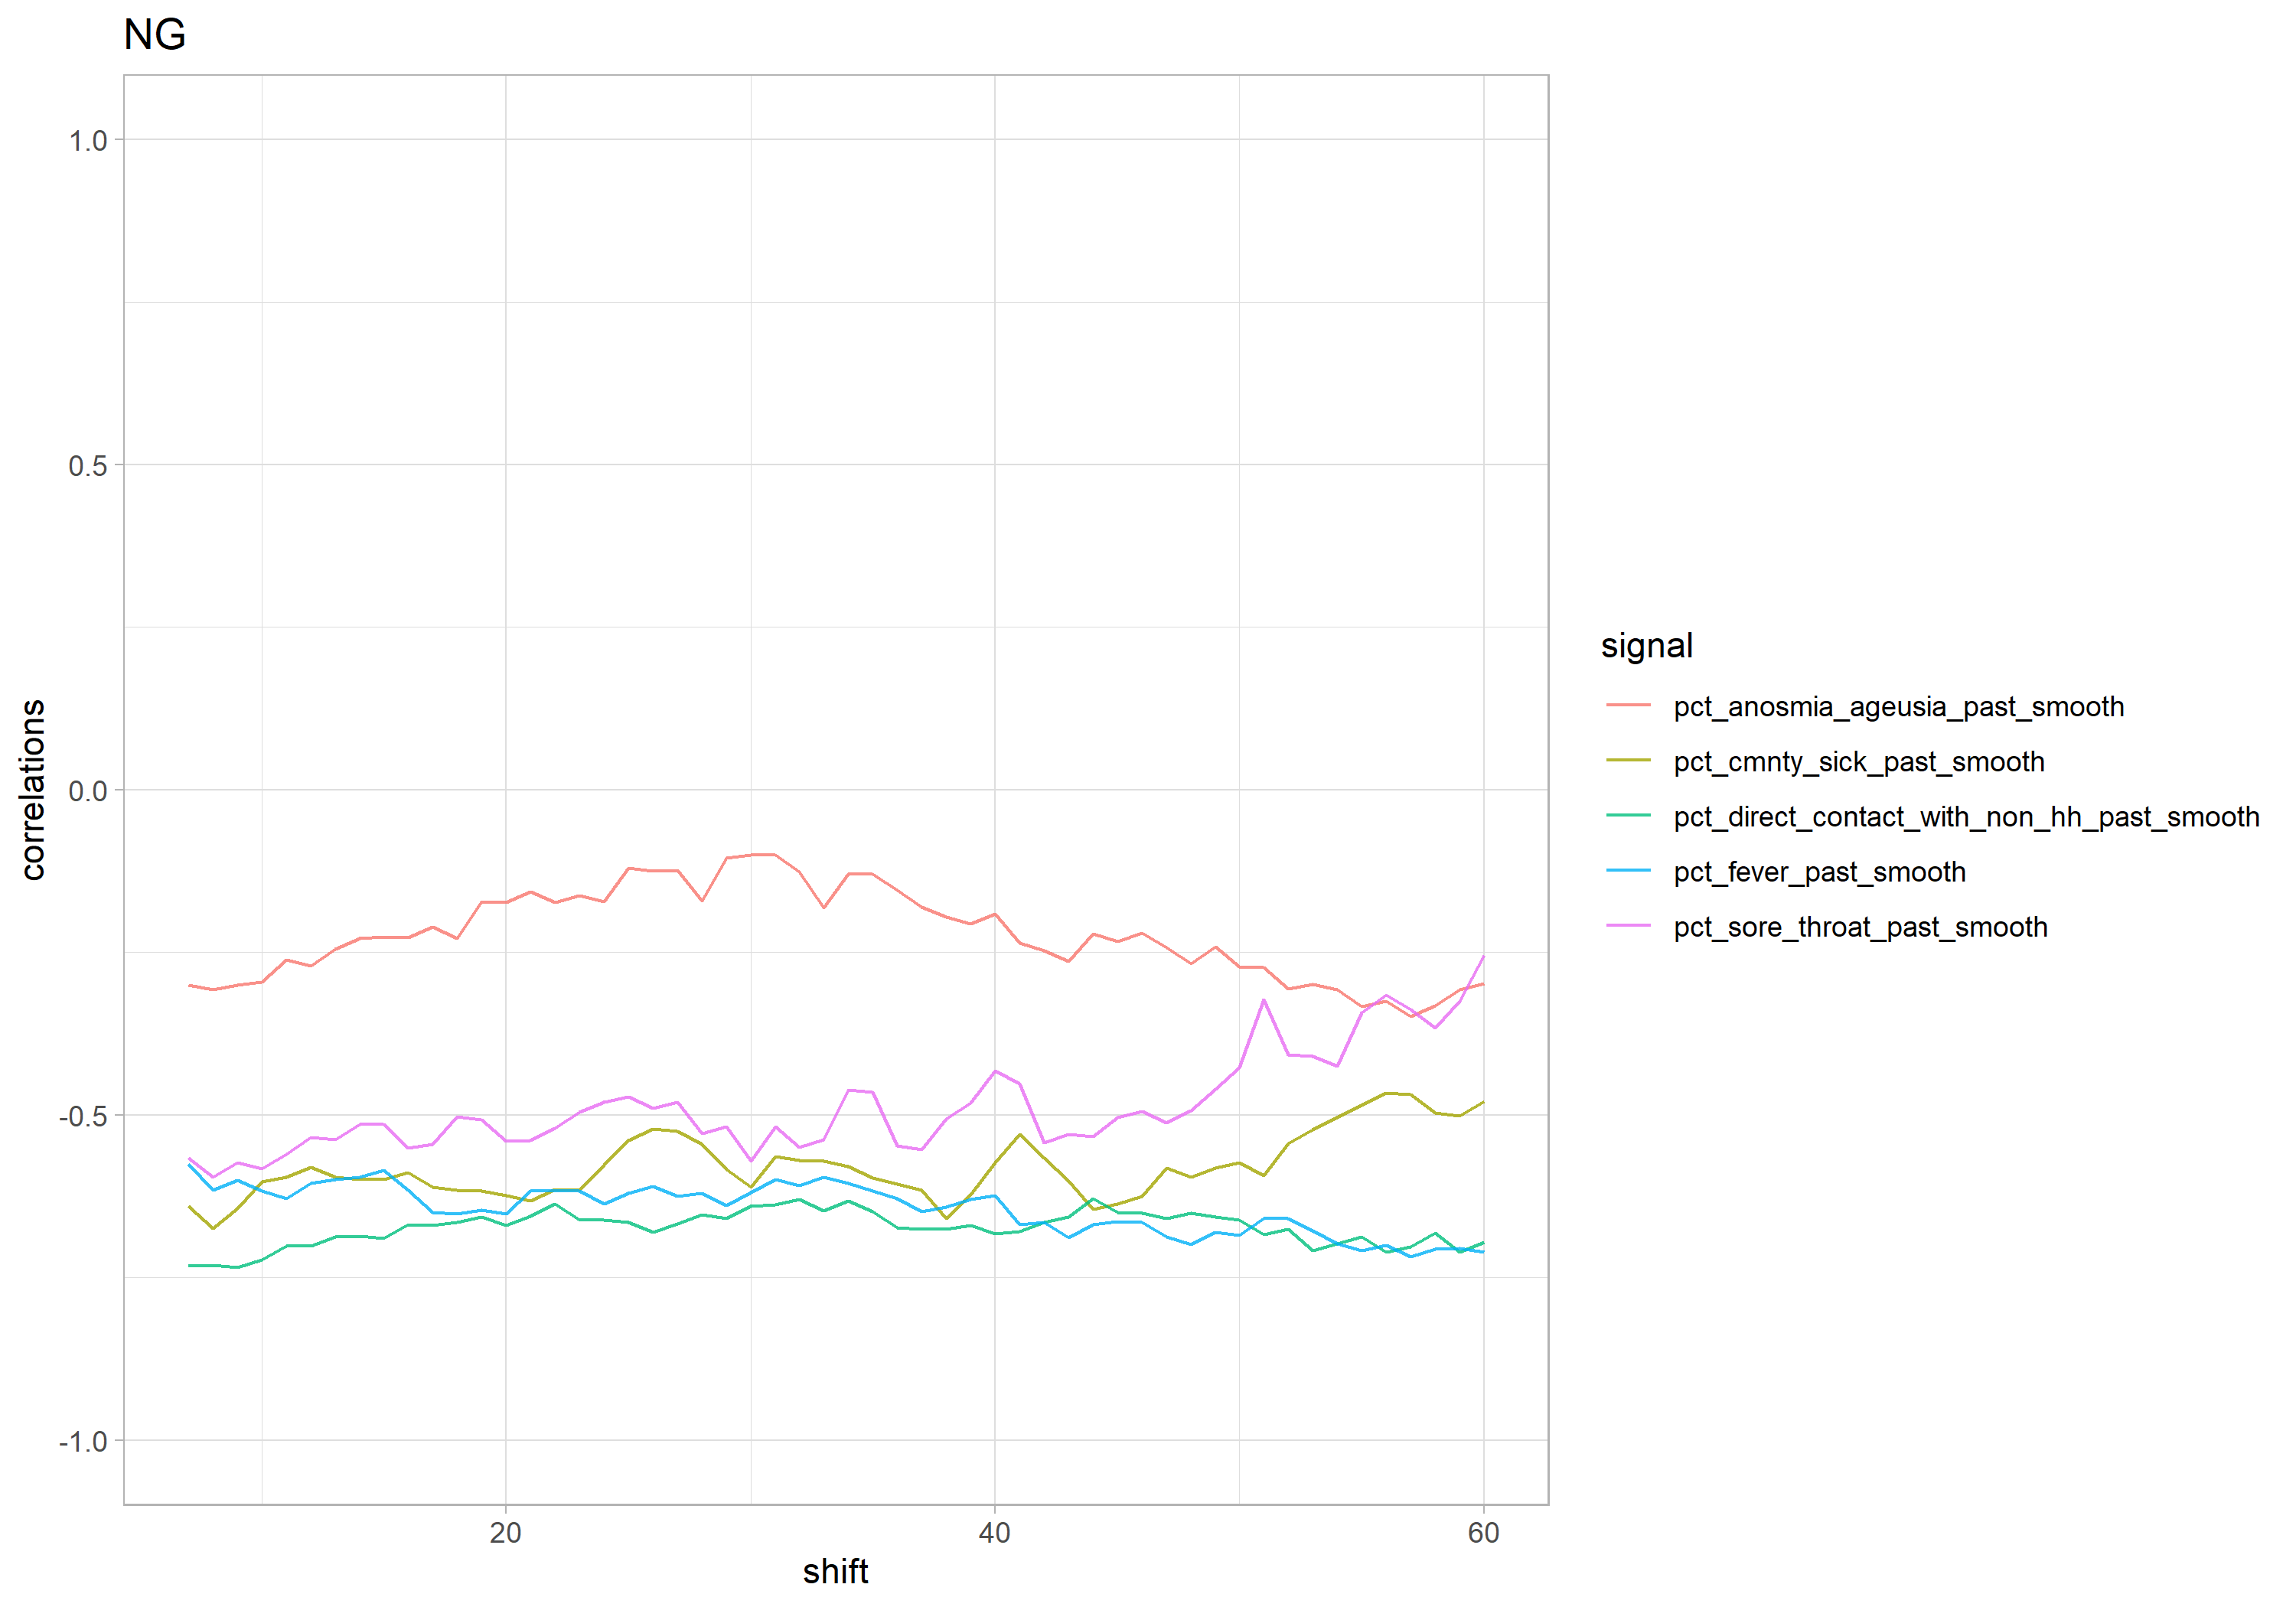 NG
1.0
0.5
0.0
-0.5
-1.0
correlations
20
40
60
shift
signal
pct_anosmia_ageusia_past_smooth
pct_cmnty_sick_past_smooth
pct_direct_contact_with_non_hh_past_smooth
pct_fever_past_smooth
pct_sore_throat_past_smooth